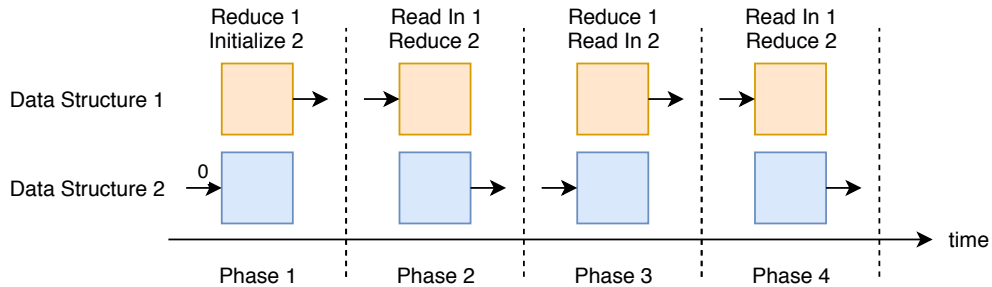 Reduce 1
Initialize 2
Read In 1
Reduce 2
Reduce 1
Read In 2
Read In 1
Reduce 2
Data Structure 1
0
Data Structure 2
time
Phase 1
Phase 2
Phase 3
Phase 4